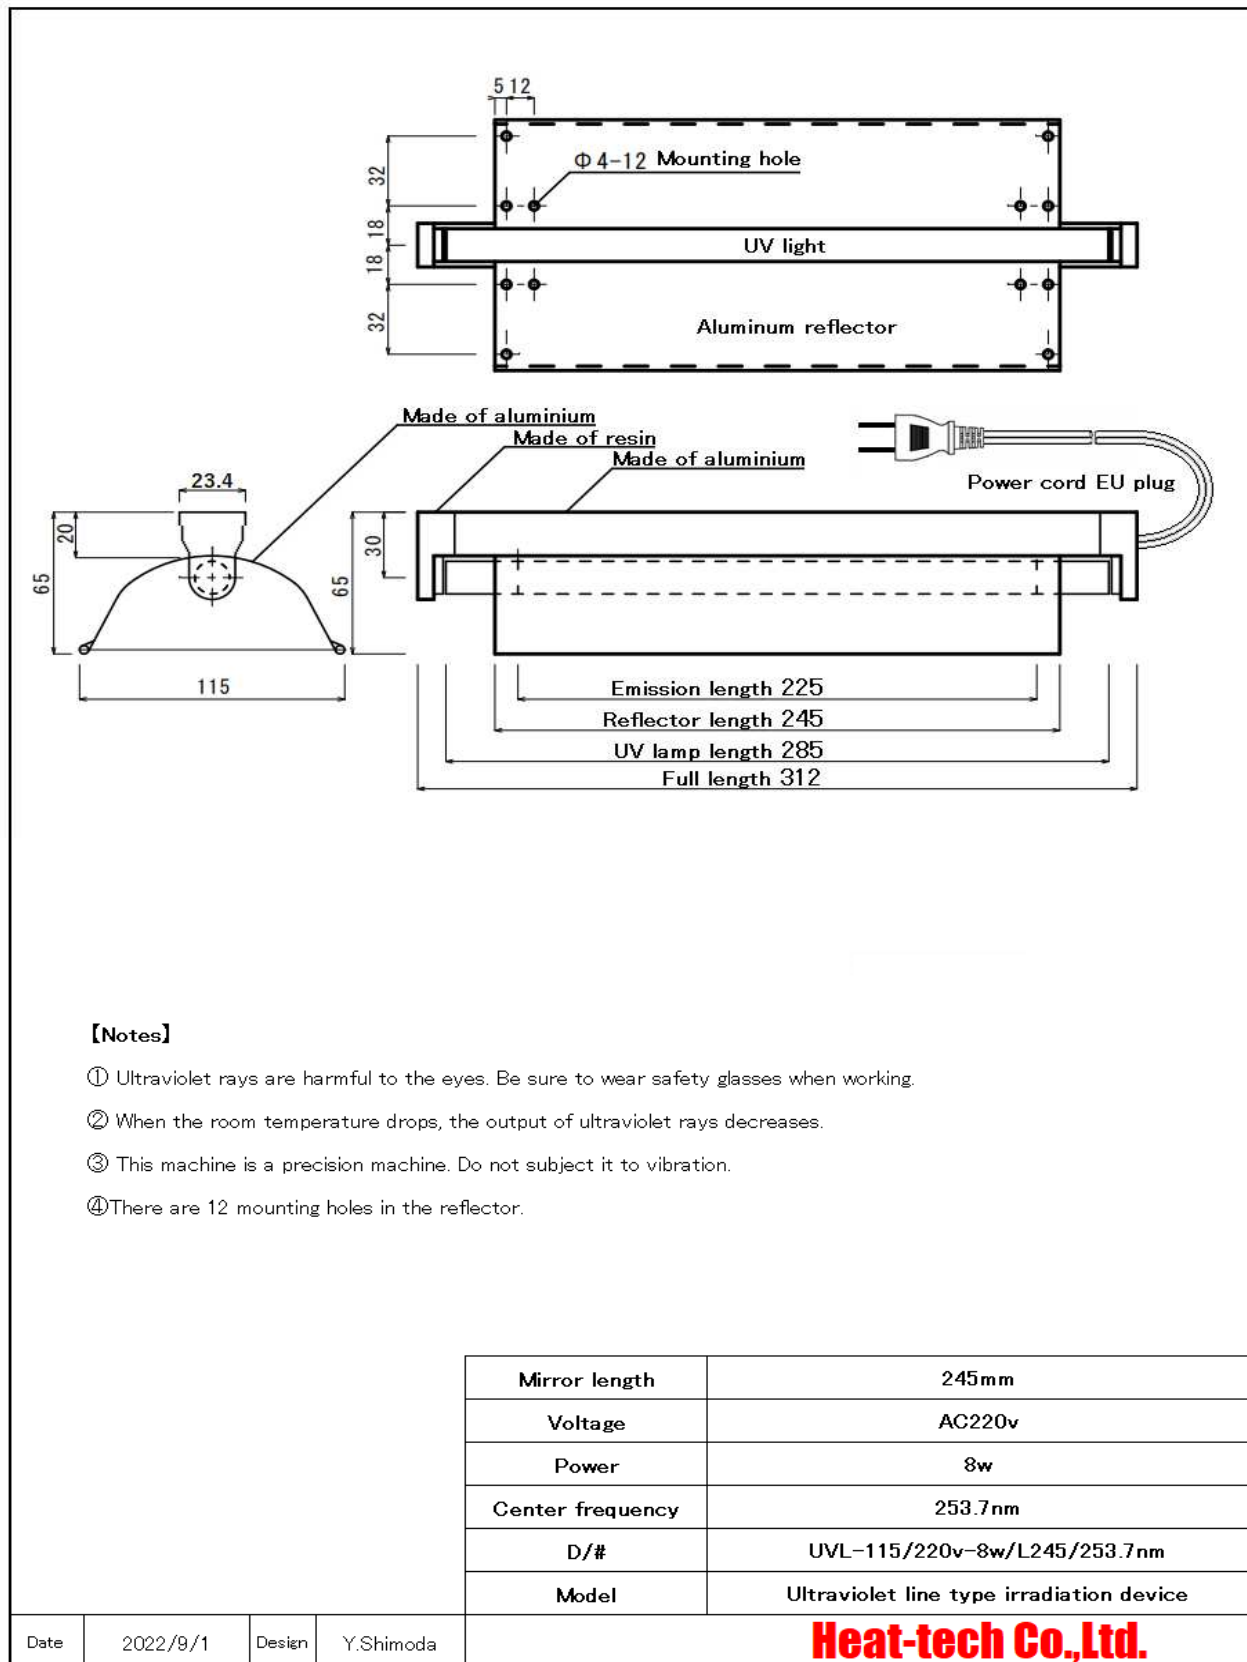 5 12
Φ4-12 Mounting hole
32
18
UV light
18
32
Aluminum reflector
Made of aluminium
Made of resin
Made of aluminium
Power cord EU plug
23.4
20
65
65
30
115
Emission length 225
Reflector length 245
UV lamp length 285
Full length 312
【Notes】
① Ultraviolet rays are harmful to the eyes. Be sure to wear safety glasses when working.
② When the room temperature drops, the output of ultraviolet rays decreases.
③ This machine is a precision machine. Do not subject it to vibration.
④There are 12 mounting holes in the reflector.
Mirror length 245mm
Voltage AC220v
Power 8w
Center frequency 253.7nm
D/# UVL-115/220v-8w/L245/253.7nm
Model Ultraviolet line type irradiation device
Date 2022/9/1 Design Y.Shimoda Heat-tech Co.,Ltd.